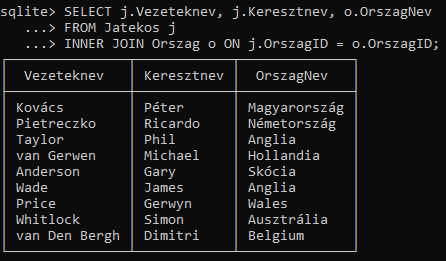 sqlite> SELECT j.Vezeteknev, j.Keresztnev, o.OrszagNev
...> FROM Jatekos j
...> INNER JOIN Orszag o ON j.OrszagID = o.OrszagID;
Vezeteknev Keresztnev OrszagNev
Kovács Péter Magyarország
Pietreczko Ricardo Németország
Taylor Phil Anglia
van Gerwen Michael Hollandia
Anderson Gary Skócia
Wade James Anglia
Price Gerwyn Wales
Whitlock Simon Ausztrália
van Den Bergh Dimitri Belgium